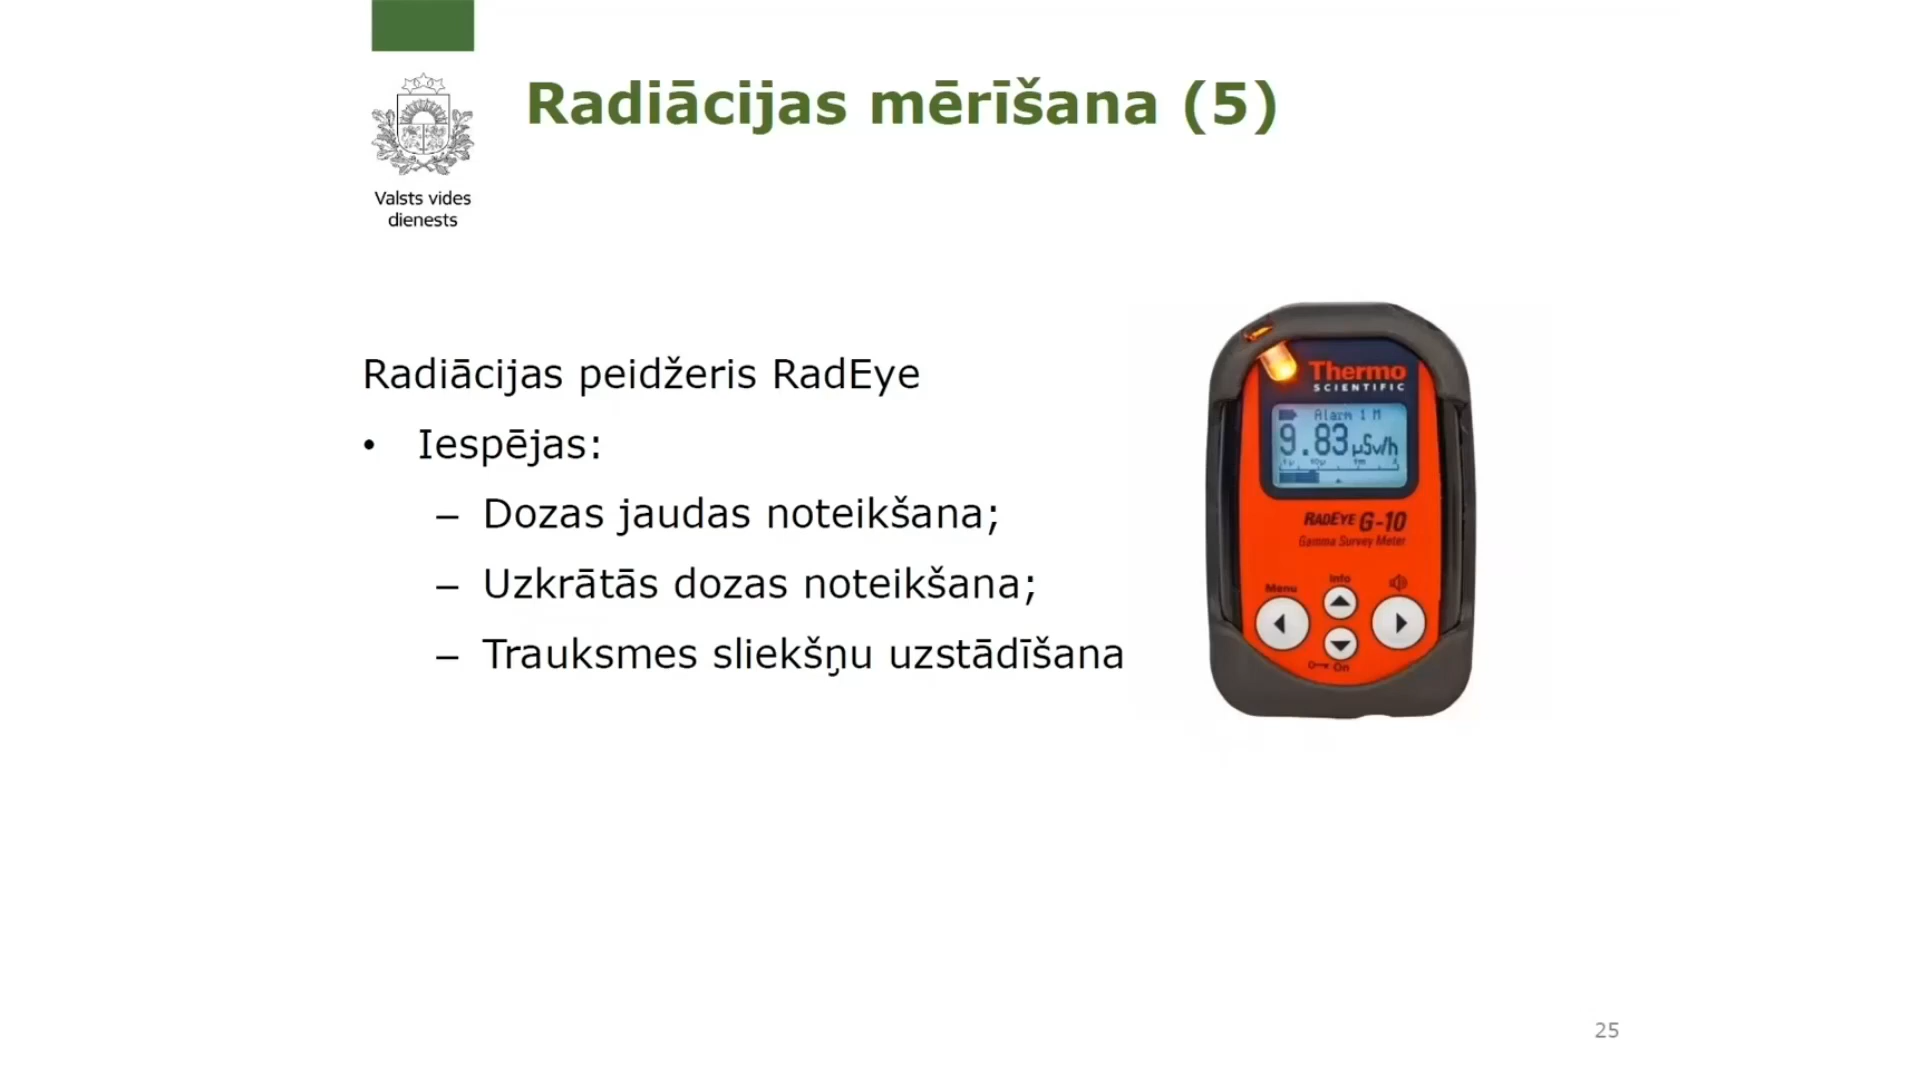 Radiācijas mērīšana (5)
Valsts vides
dienests
Radiācijas peidžeris RadEye
• Iespējas:
– Dozas jaudas noteikšana;
– Uzkrātās dozas noteikšana;
– Trauksmes sliekšņu uzstādīšana
Thermo
SCIENTIFIC
Alarm 1 M
9.83 µSv/h
RADEYE G-10
Gamma Survey Meter
Menu
Info
On
25